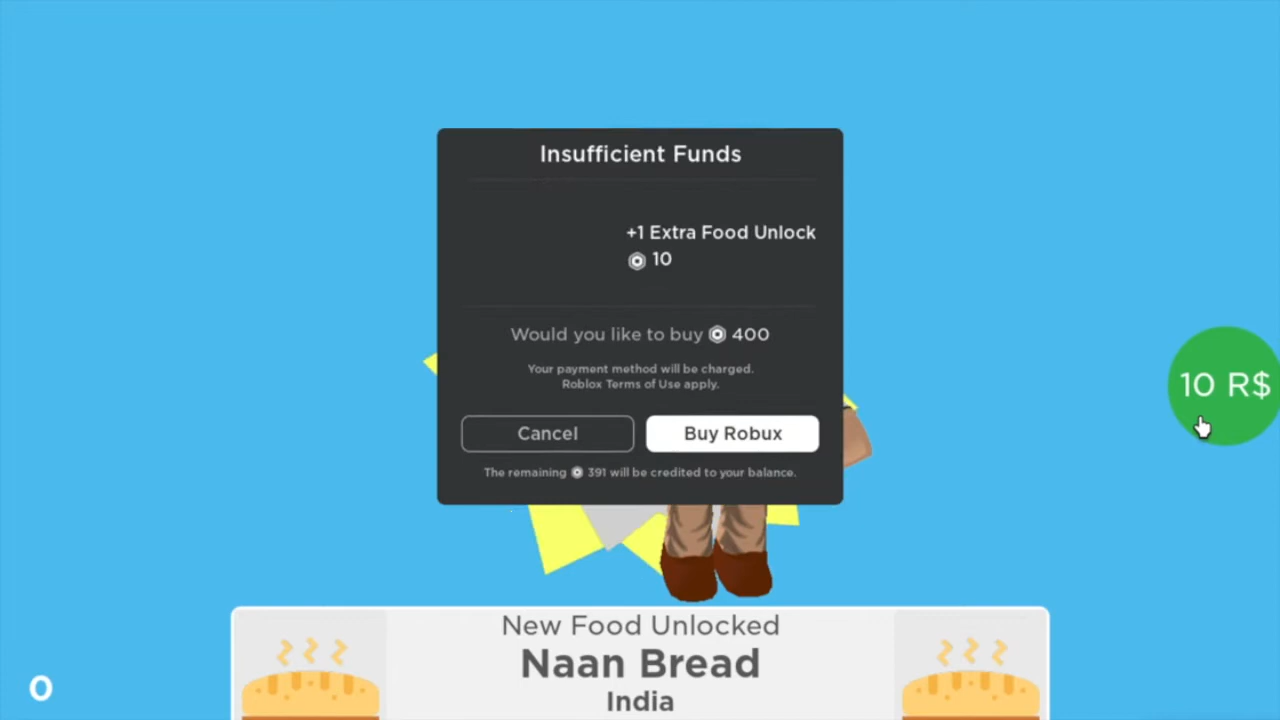 Insufficient Funds
+1 Extra Food Unlock
10
Would you like to buy 400
Your payment method will be charged.
Roblox Terms of Use apply.
Cancel
Buy Robux
The remaining 391 will be credited to your balance.
10 R$
New Food Unlocked
Naan Bread
India
0